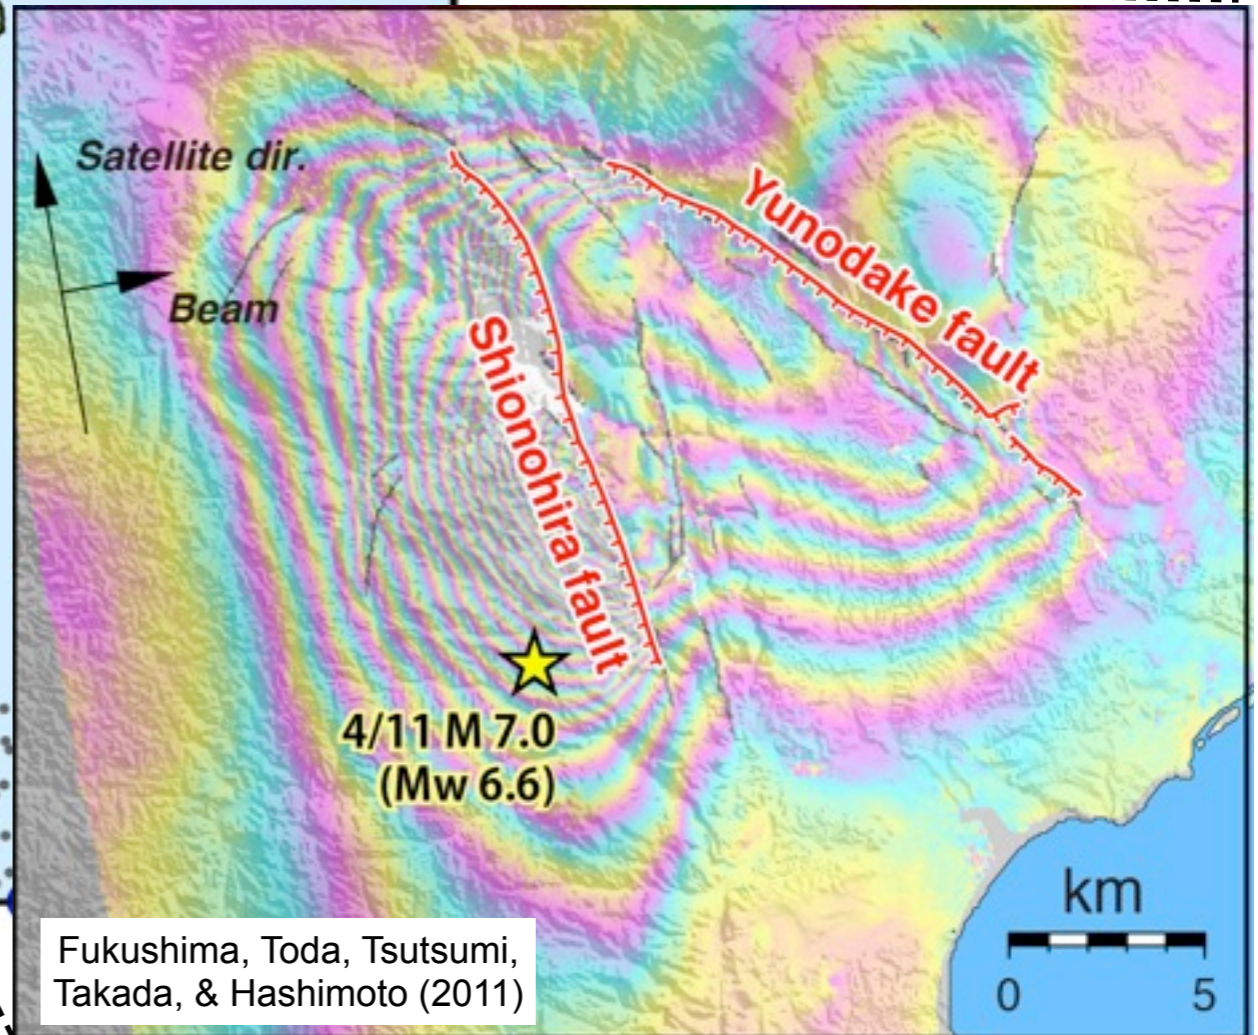 Satellite dir.
Beam
Yunodake fault
Shionohira fault
4/11 M 7.0
(Mw 6.6)
km
0 5
Fukushima, Toda, Tsutsumi,
Takada, & Hashimoto (2011)